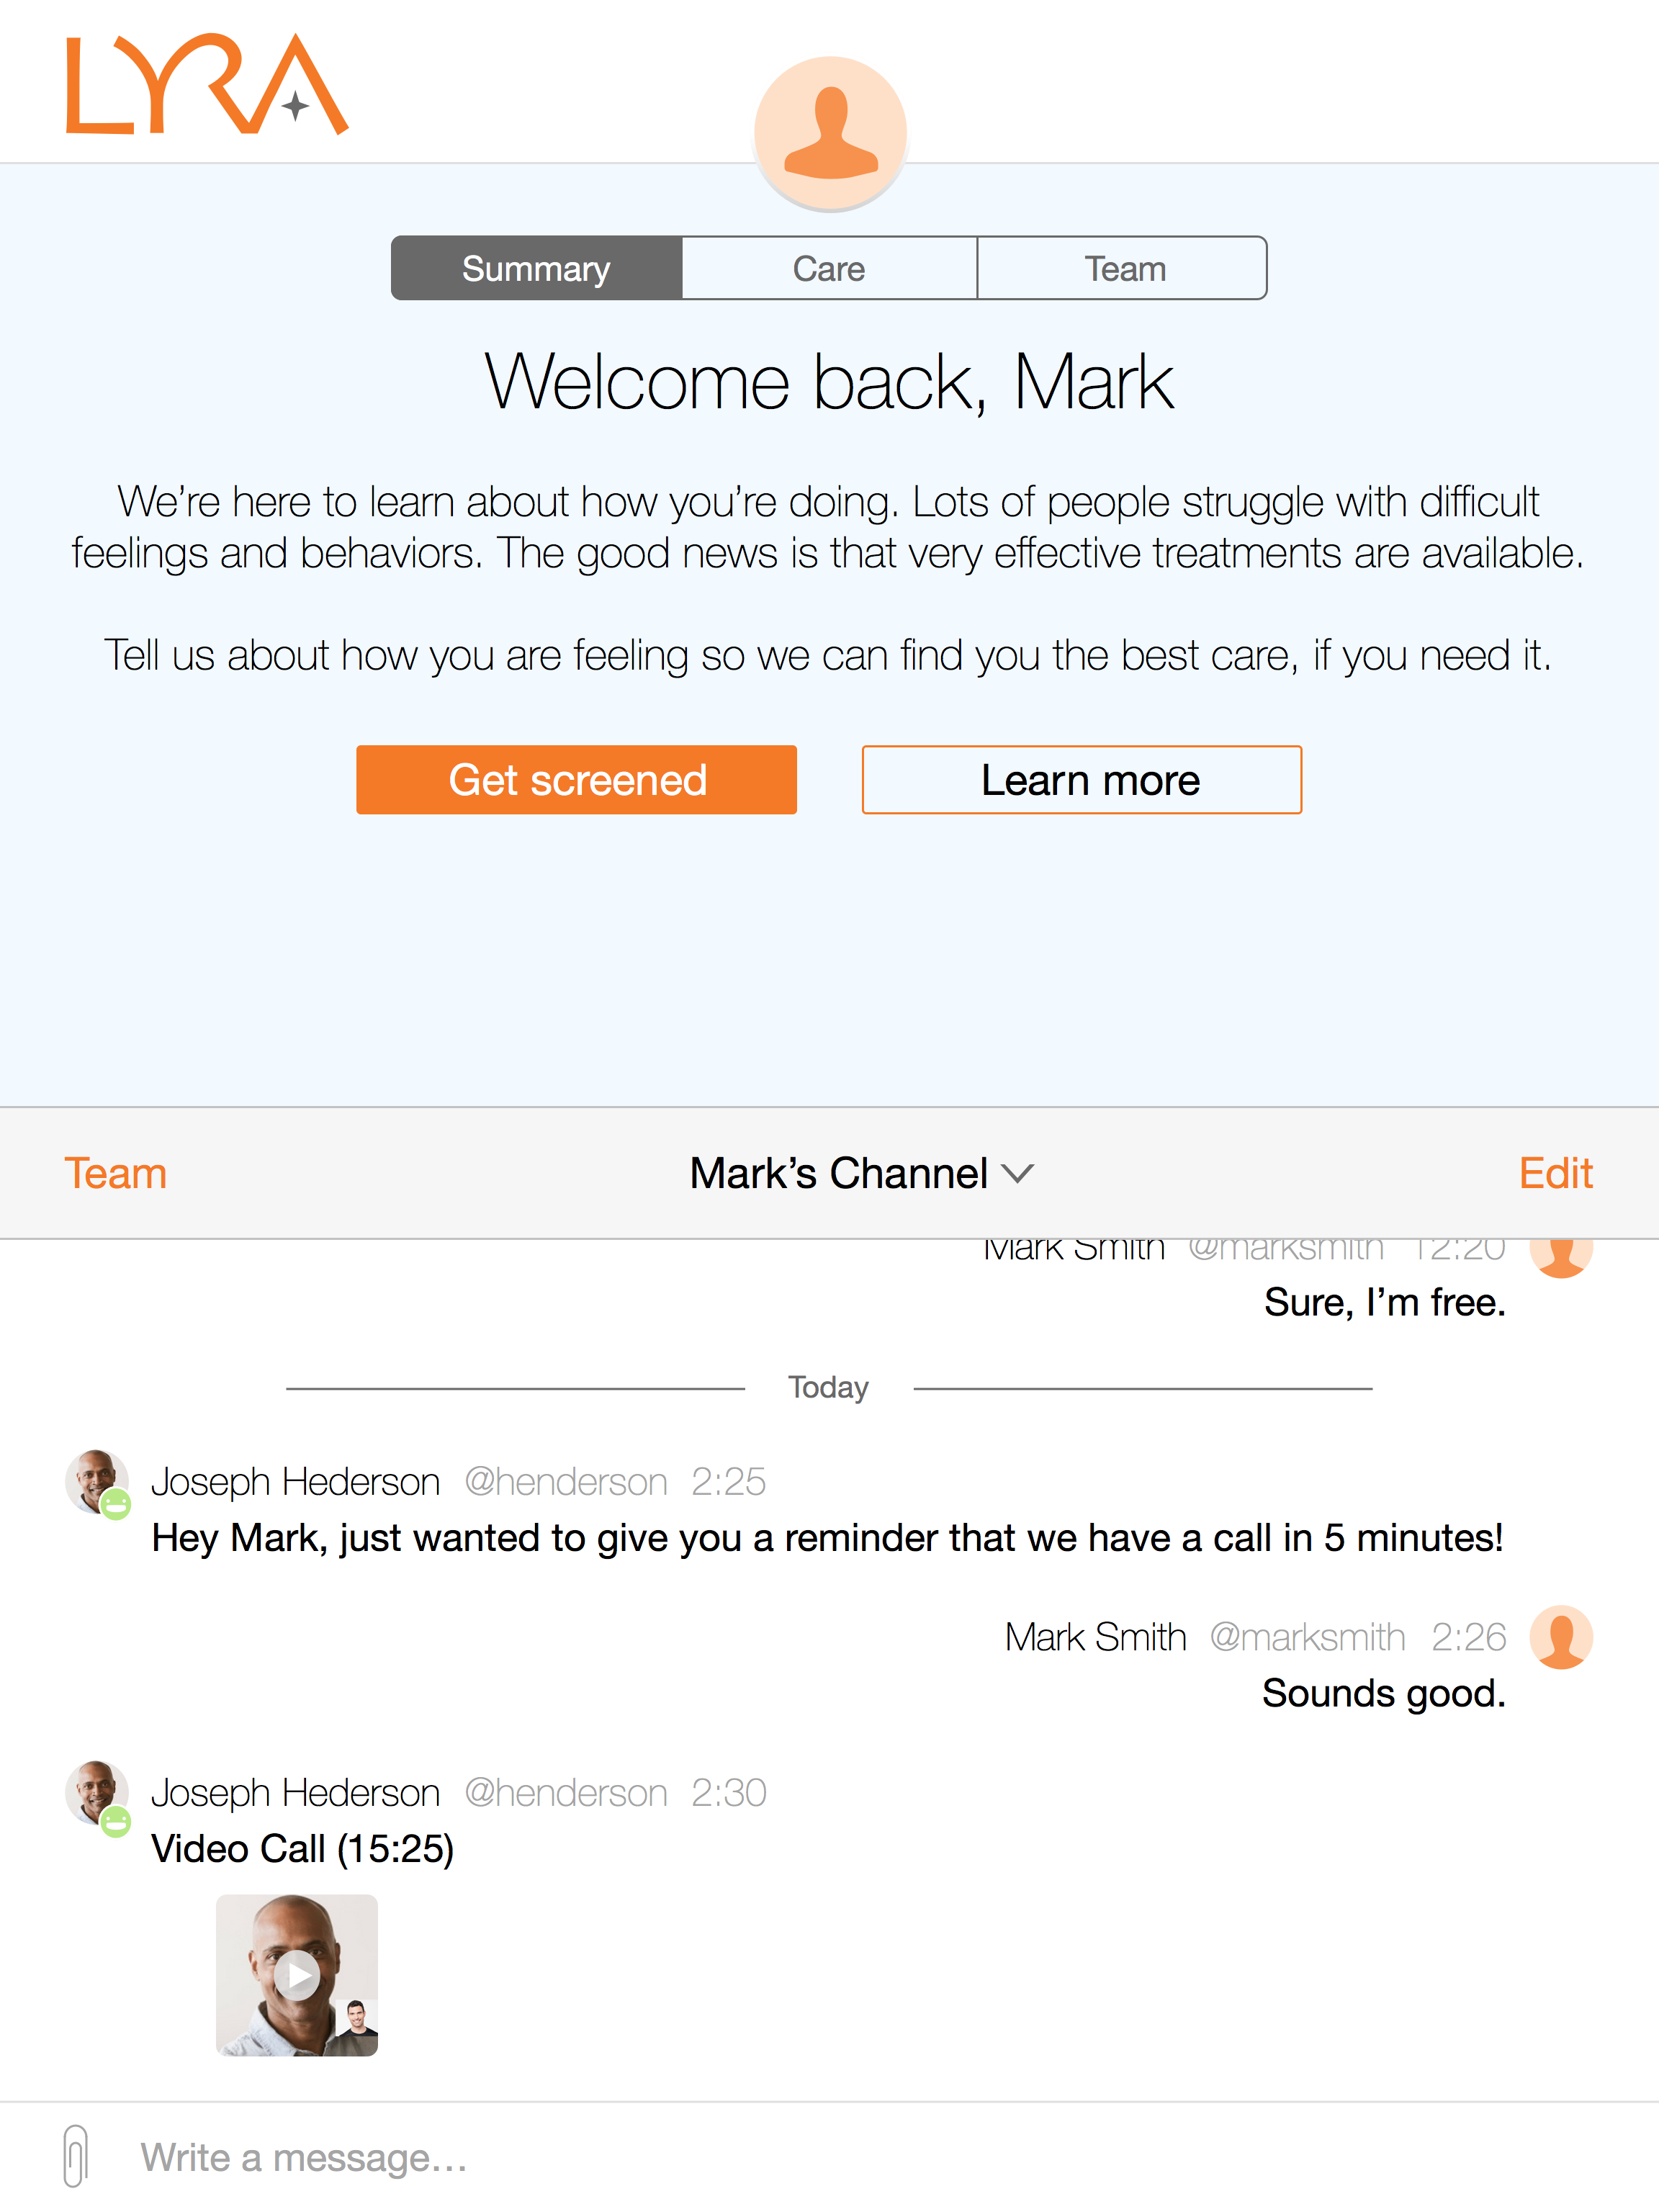 LYRA
Summary Care Team
Welcome back, Mark
We’re here to learn about how you’re doing. Lots of people struggle with difficult
feelings and behaviors. The good news is that very effective treatments are available.
Tell us about how you are feeling so we can find you the best care, if you need it.
Get screened Learn more
Team Mark’s Channel Edit
Mark Smith @marksmith 12:20
Sure, I’m free.
Today
Joseph Hederson @henderson 2:25
Hey Mark, just wanted to give you a reminder that we have a call in 5 minutes!
Mark Smith @marksmith 2:26
Sounds good.
Joseph Hederson @henderson 2:30
Video Call (15:25)
Write a message…